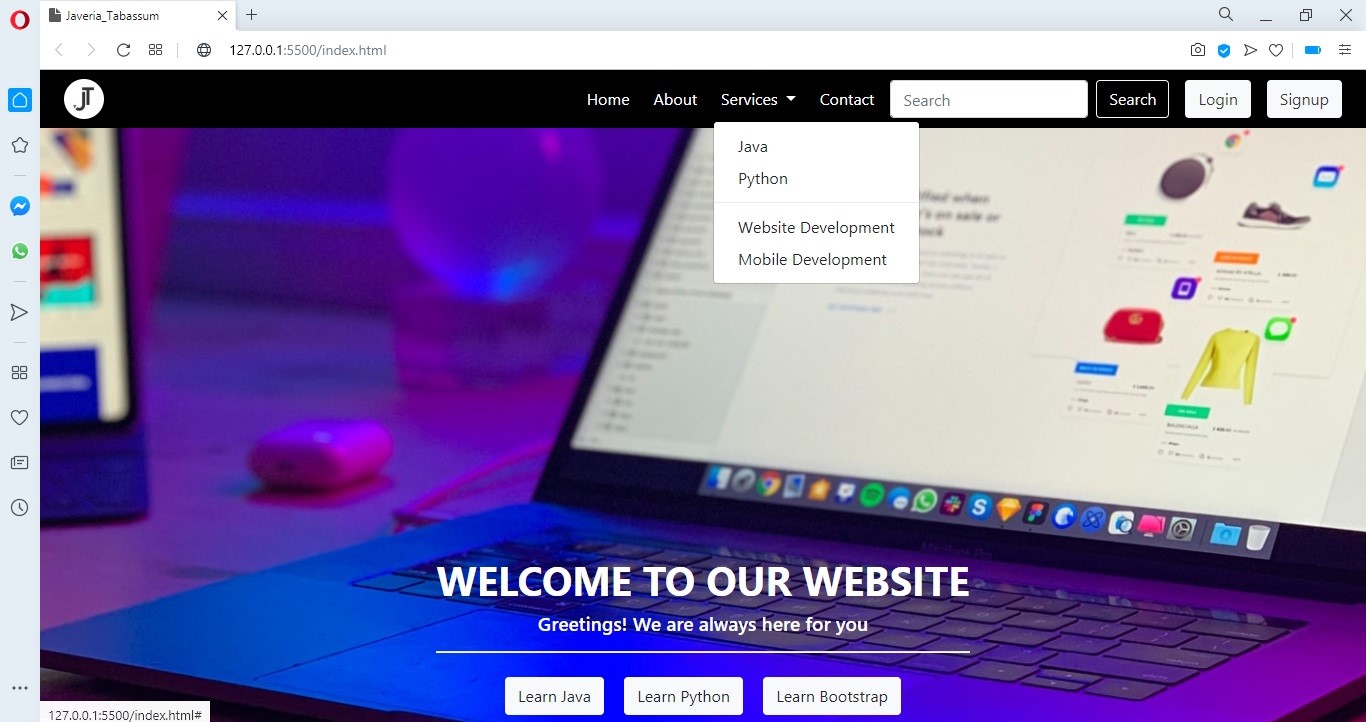 Javeria_Tabassum
127.0.0.1:5500/index.html
JT
Home About Services Contact Search Search Login Signup
Java
Python
Website Development
Mobile Development
WELCOME TO OUR WEBSITE
Greetings! We are always here for you
Learn Java Learn Python Learn Bootstrap
127.0.0.1:5500/index.html#